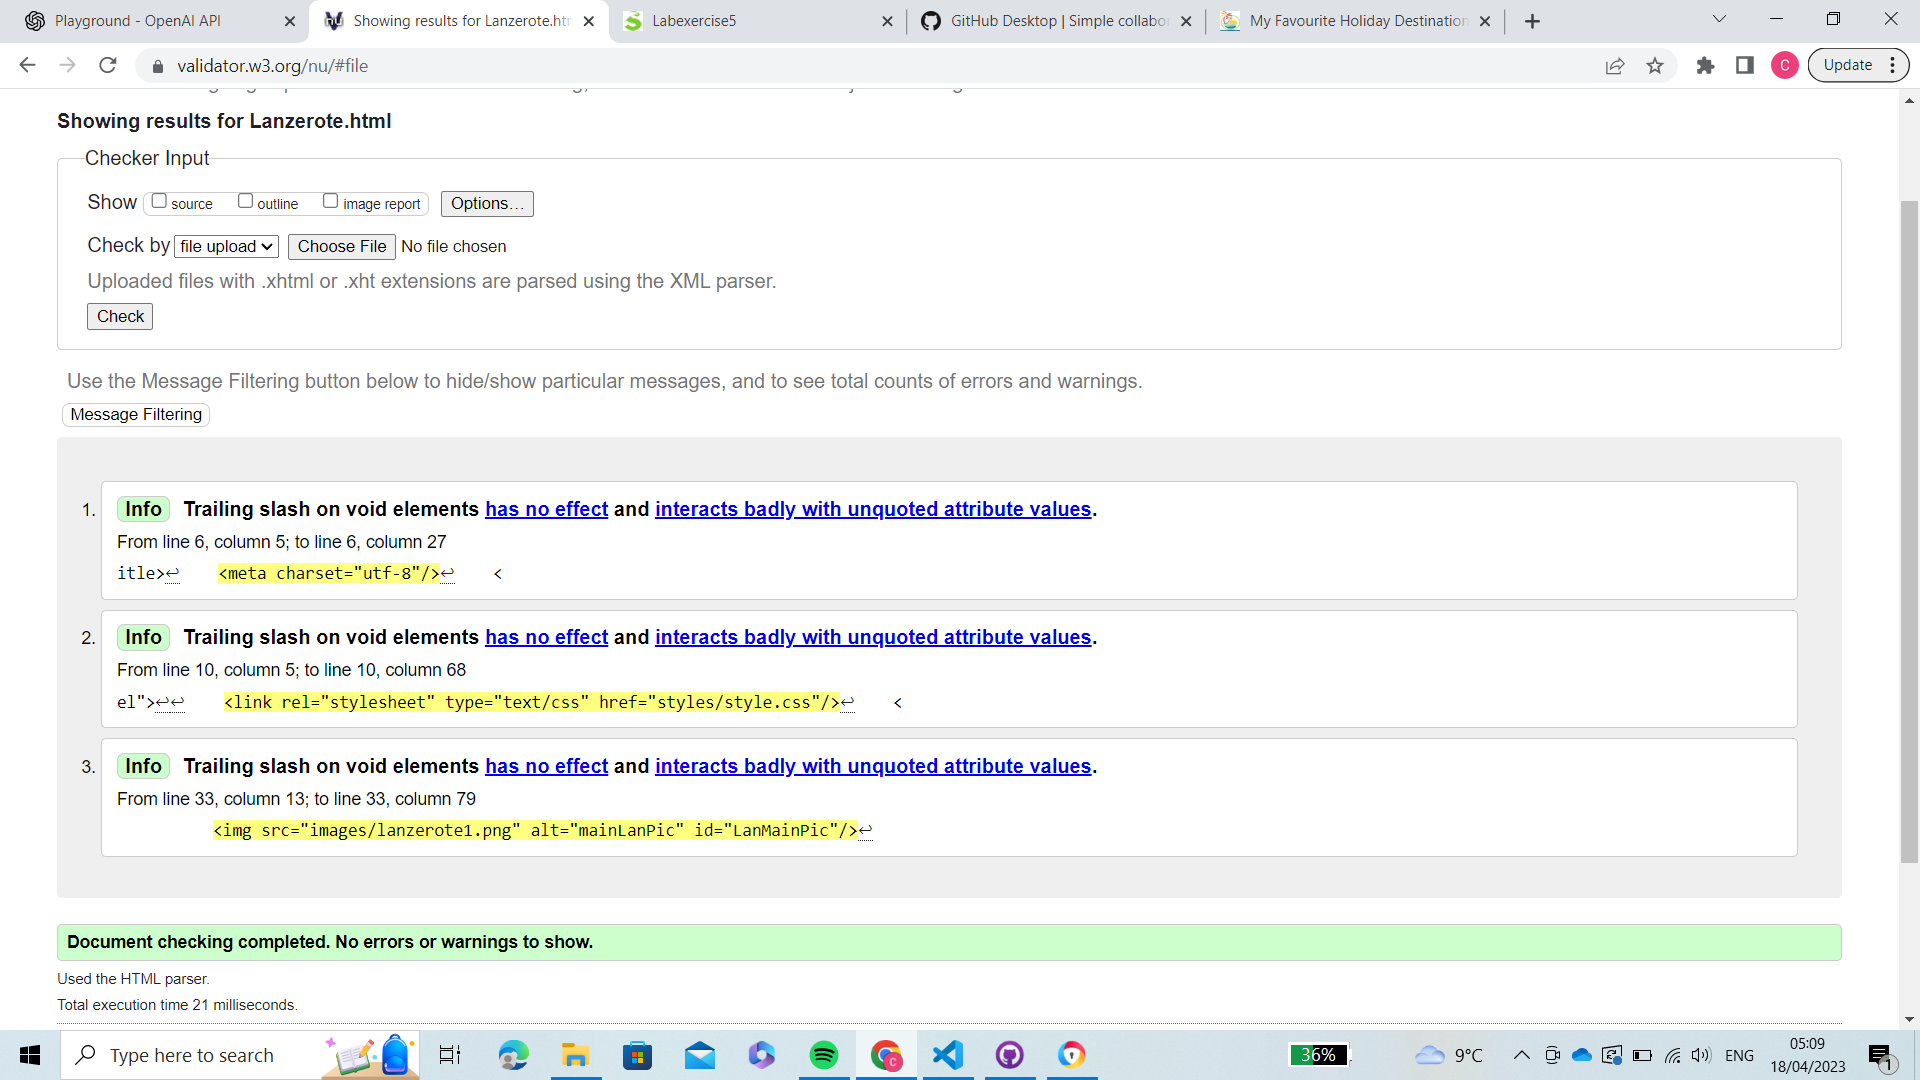 Playground - OpenAI API
Showing results for Lanzerote.htm
Labexercise5
GitHub Desktop | Simple collabor
My Favourite Holiday Destination
validator.w3.org/nu/#file
C
Update
Showing results for Lanzerote.html
Checker Input
Show source outline image report Options…
Check by file upload Choose File No file chosen
Uploaded files with .xhtml or .xht extensions are parsed using the XML parser.
Check
Use the Message Filtering button below to hide/show particular messages, and to see total counts of errors and warnings.
Message Filtering
1. Info Trailing slash on void elements has no effect and interacts badly with unquoted attribute values.
From line 6, column 5; to line 6, column 27
itle>↩ <meta charset="utf-8"/>↩ <
2. Info Trailing slash on void elements has no effect and interacts badly with unquoted attribute values.
From line 10, column 5; to line 10, column 68
el">↩↩ <link rel="stylesheet" type="text/css" href="styles/style.css"/>↩ <
3. Info Trailing slash on void elements has no effect and interacts badly with unquoted attribute values.
From line 33, column 13; to line 33, column 79
<img src="images/lanzerote1.png" alt="mainLanPic" id="LanMainPic"/>↩
Document checking completed. No errors or warnings to show.
Used the HTML parser.
Total execution time 21 milliseconds.
Type here to search
36%
9°C
ENG
05:09
18/04/2023
1